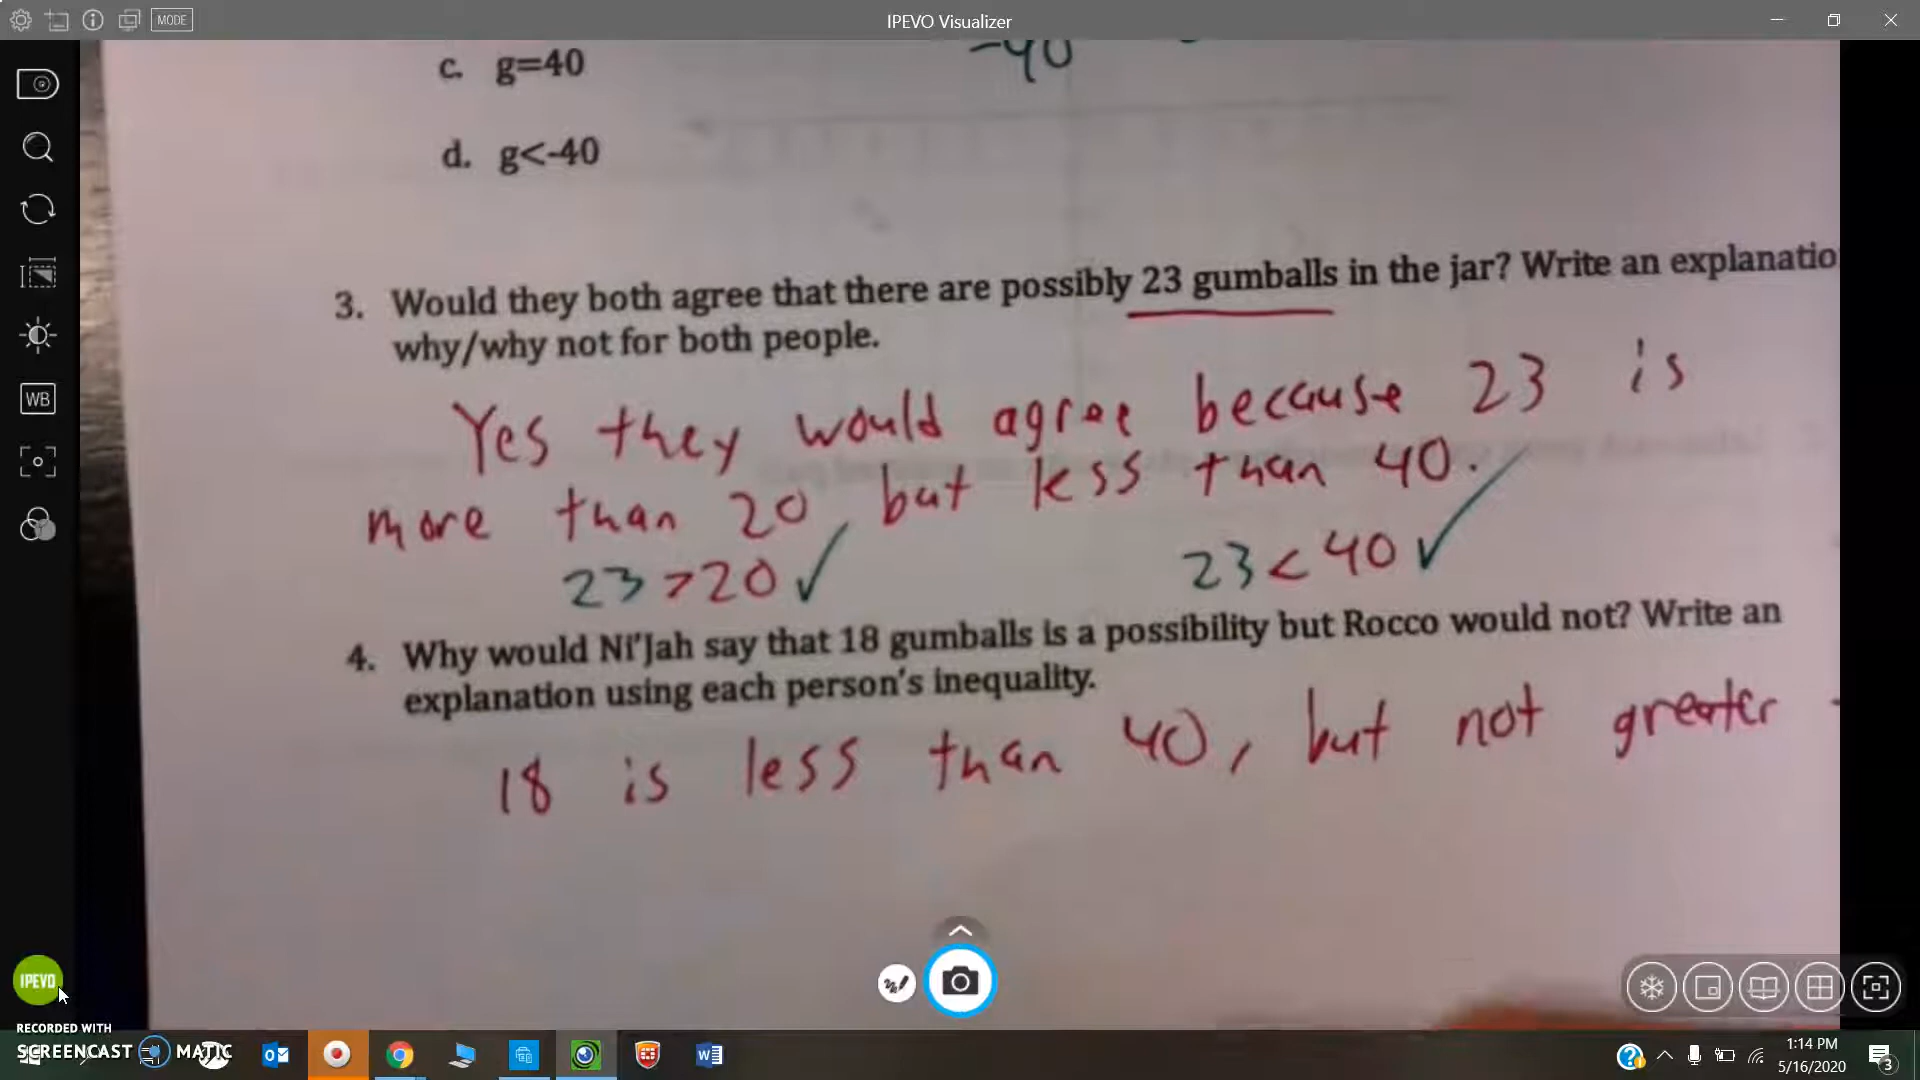 MODE
IPEVO Visualizer
-40
c. g=40
d. g<-40
3. Would they both agree that there are possibly 23 gumballs in the jar? Write an explanatio
why/why not for both people.
Yes they would agree because 23 is
more than 20, but less than 40.
23 > 20 ✓ 23 < 40 ✓
4. Why would Ni'Jah say that 18 gumballs is a possibility but Rocco would not? Write an
explanation using each person's inequality.
18 is less than 40, but not greater
WB
IPEVO
RECORDED WITH
SCREENCAST MATIC
1:14 PM
5/16/2020
3